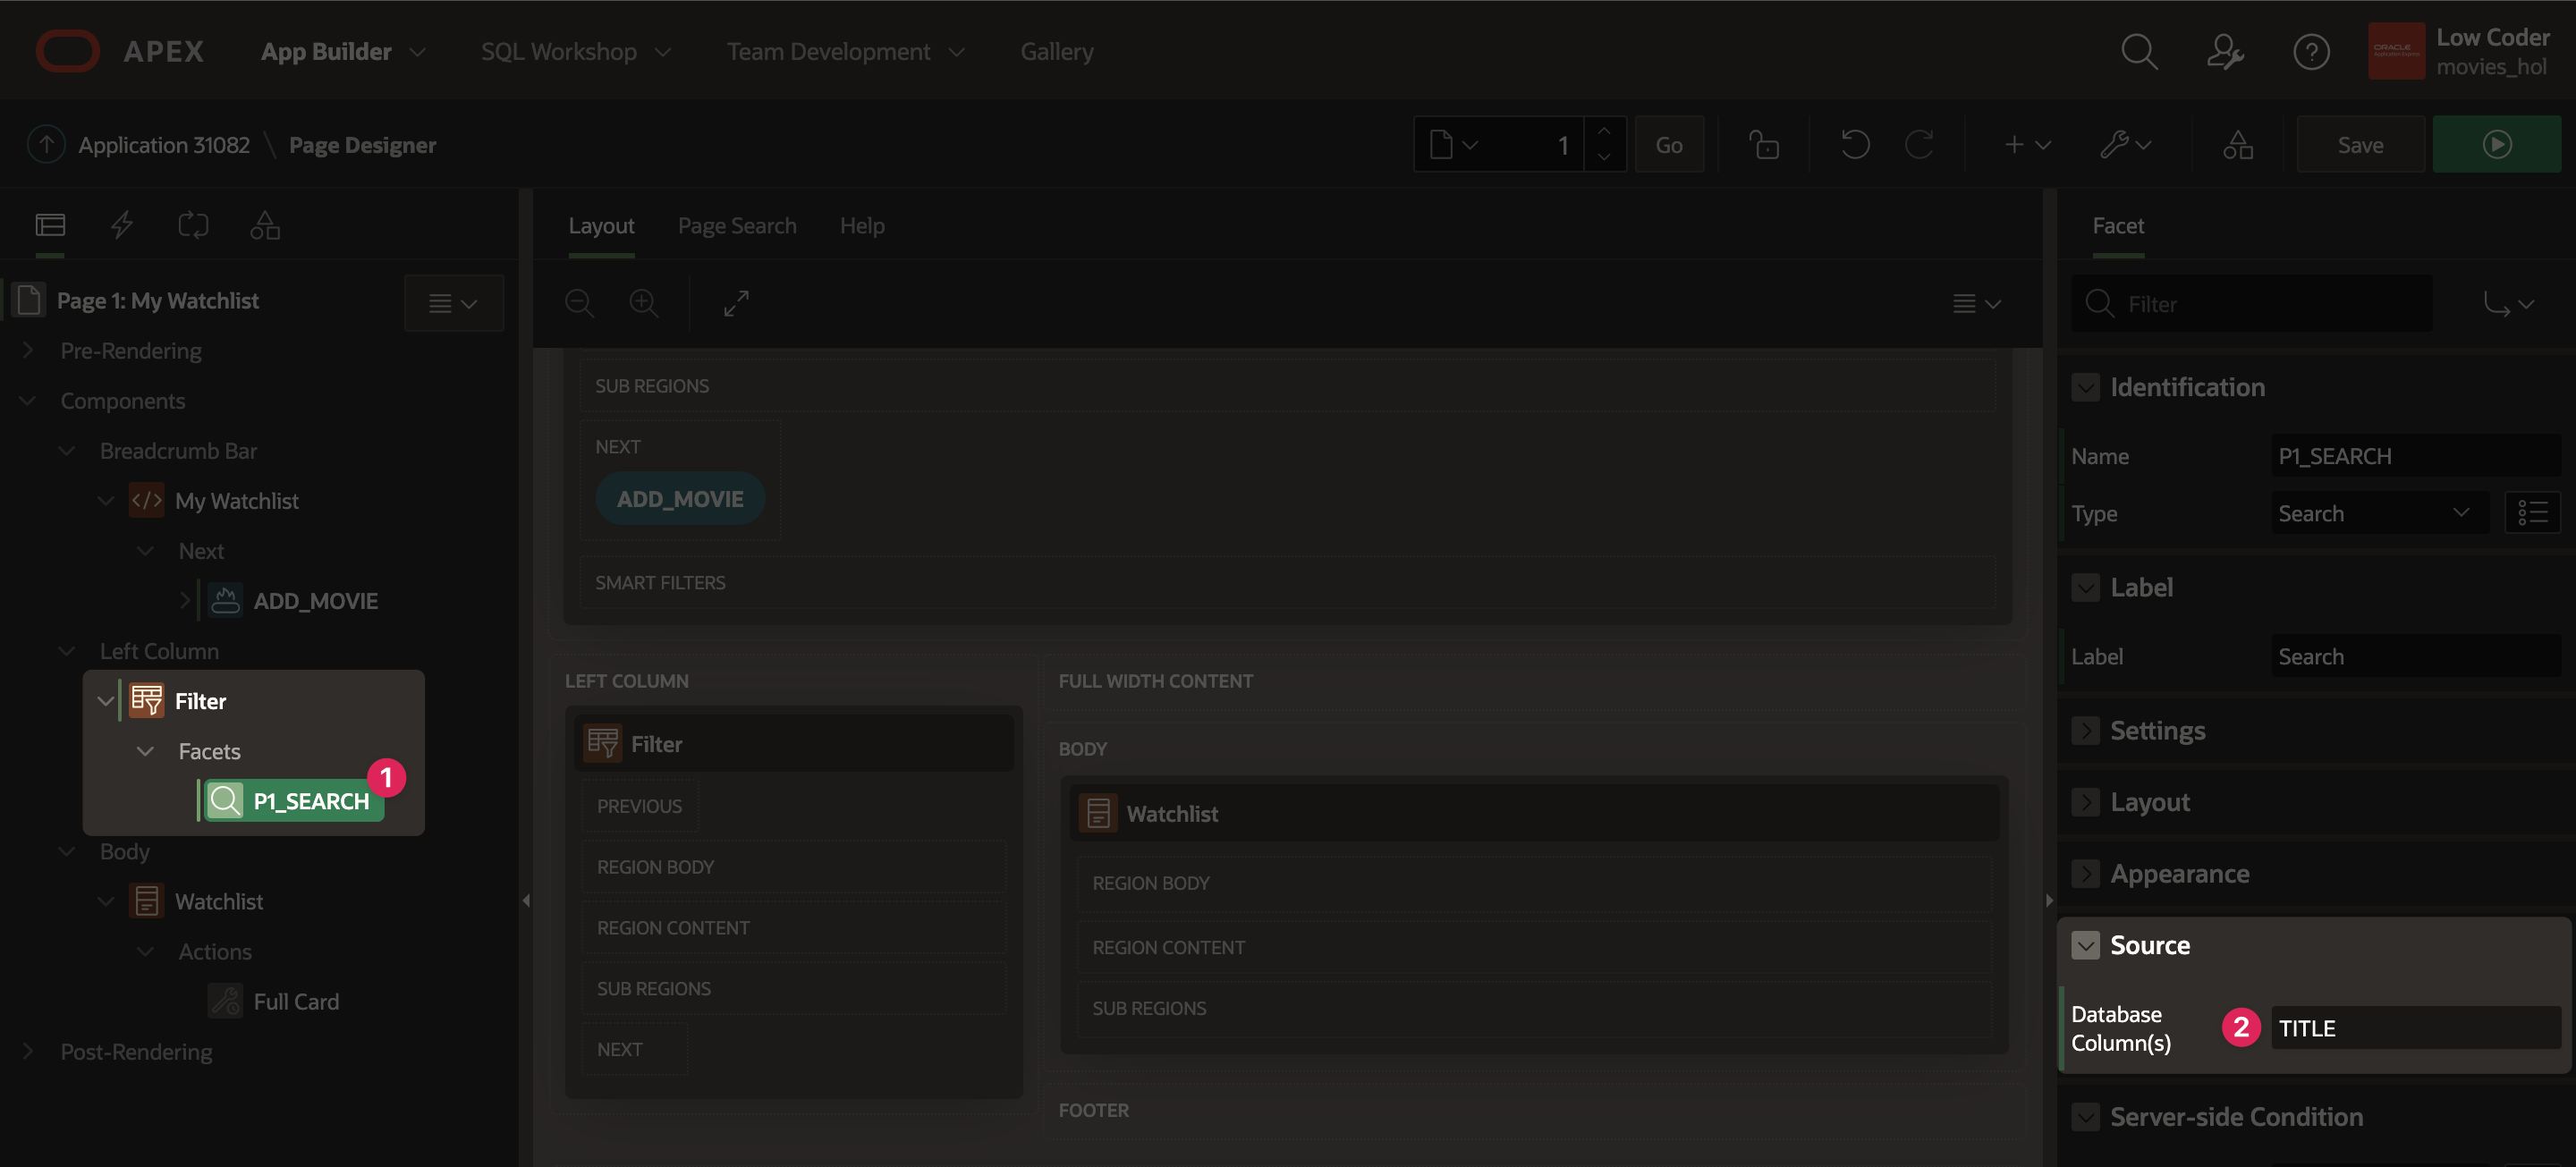 APEX App Builder SQL Workshop Team Development Gallery
Low Coder
movies_hol
ORACLE
Application 31082 \ Page Designer
1 Go Save
Layout Page Search Help
Facet
Page 1: My Watchlist
Filter
Pre-Rendering
Components
Breadcrumb Bar
</> My Watchlist
Next
ADD_MOVIE
Left Column
Filter
Facets
P1_SEARCH
1
Body
Watchlist
Actions
Full Card
Post-Rendering
SUB REGIONS
NEXT
ADD_MOVIE
SMART FILTERS
LEFT COLUMN
Filter
PREVIOUS
REGION BODY
REGION CONTENT
SUB REGIONS
NEXT
FULL WIDTH CONTENT
BODY
Watchlist
REGION BODY
REGION CONTENT
SUB REGIONS
FOOTER
Identification
Name P1_SEARCH
Type Search
Label
Label Search
Settings
Layout
Appearance
Source
Database
Column(s)
2 TITLE
Server-side Condition